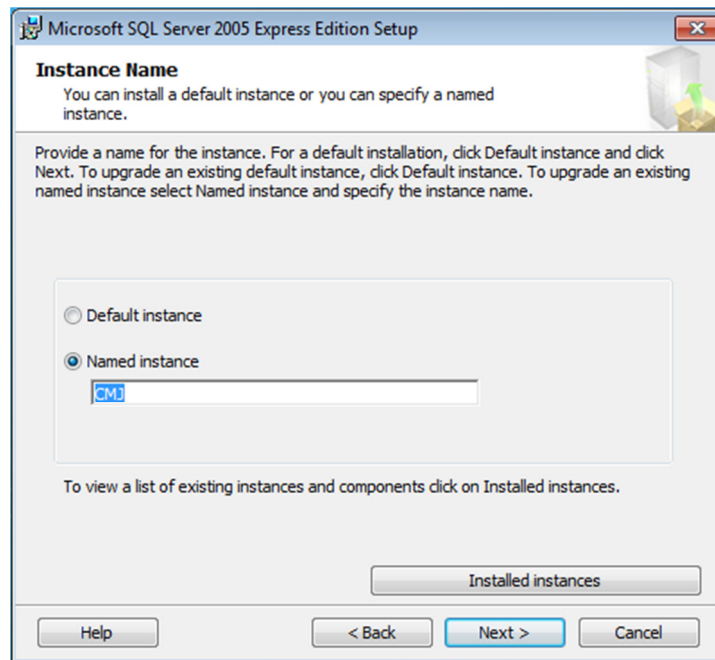 Microsoft SQL Server 2005 Express Edition Setup
Instance Name
You can install a default instance or you can specify a named
instance.
Provide a name for the instance. For a default installation, click Default instance and click
Next. To upgrade an existing default instance, click Default instance. To upgrade an existing
named instance select Named instance and specify the instance name.
Default instance
Named instance
CMJ
To view a list of existing instances and components click on Installed instances.
Installed instances
Help
< Back
Next >
Cancel